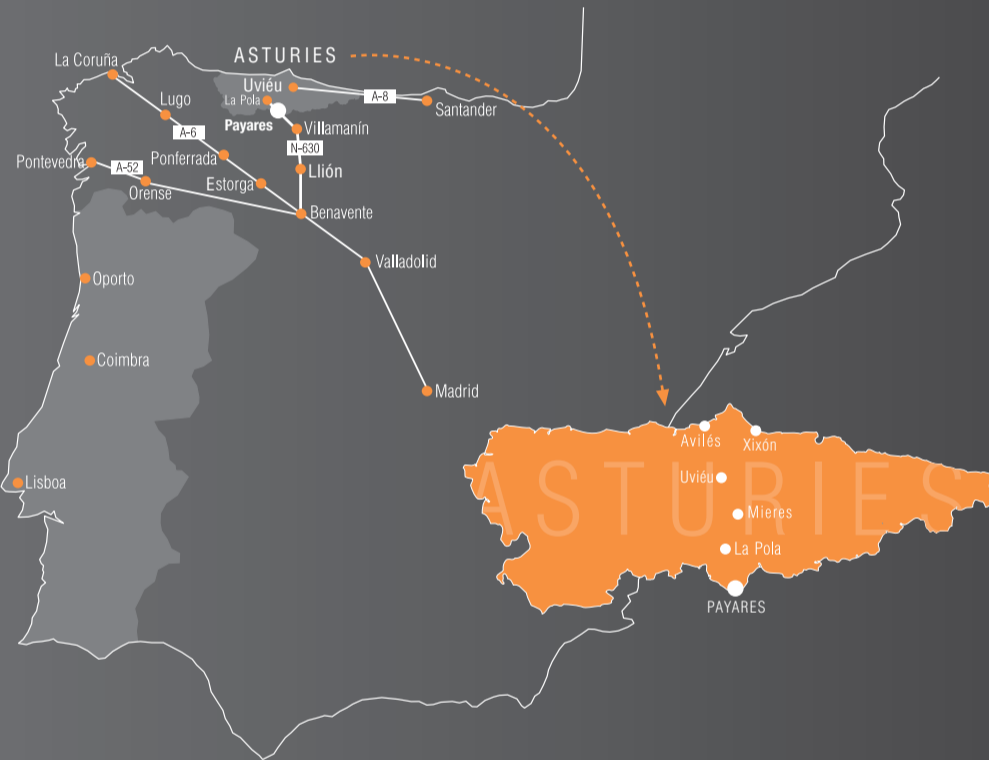 ASTURIES
La Coruña
Uviéu
La Pola
A-8
Santander
Lugo
Payares
Villamanín
A-6
N-630
Ponferrada
Pontevedra
A-52
Llión
Orense
Estorga
Benavente
Valladolid
Oporto
Coimbra
Madrid
Lisboa
ASTURIES
Avilés
Xixón
Uviéu
Mieres
La Pola
PAYARES